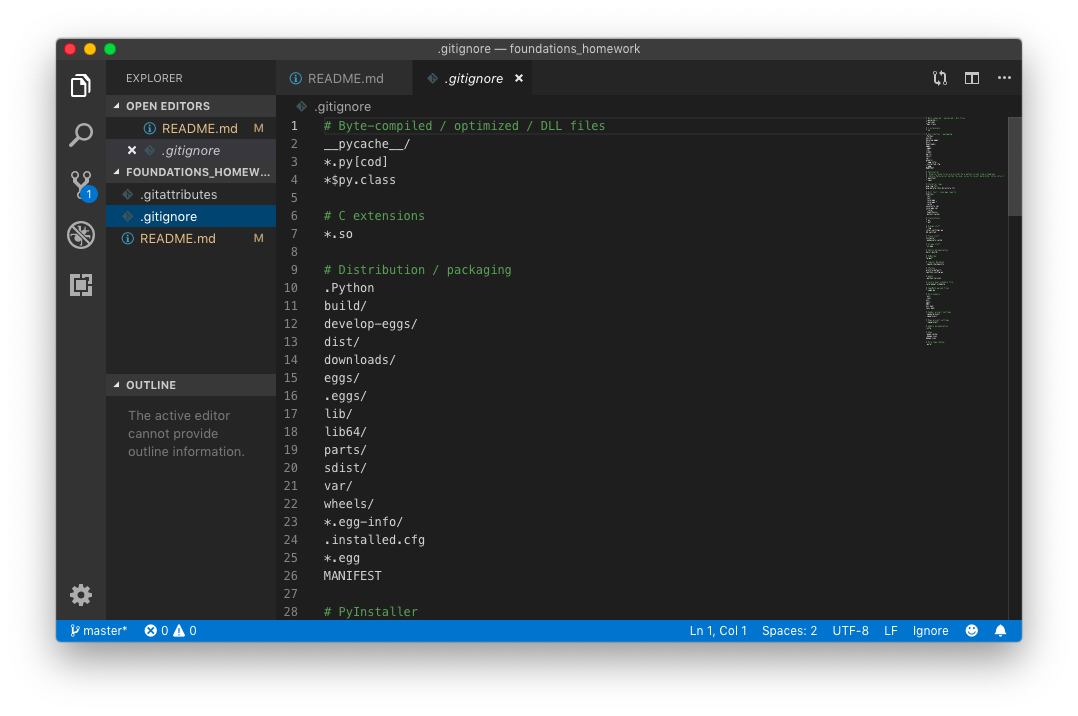 .gitignore — foundations_homework
EXPLORER
OPEN EDITORS
README.md M
.gitignore
FOUNDATIONS_HOMEW...
.gitattributes
.gitignore
README.md M
1
OUTLINE
The active editor
cannot provide
outline information.
README.md
.gitignore
.gitignore
1 # Byte-compiled / optimized / DLL files
2 __pycache__/
3 *.py[cod]
4 *$py.class
5
6 # C extensions
7 *.so
8
9 # Distribution / packaging
10 .Python
11 build/
12 develop-eggs/
13 dist/
14 downloads/
15 eggs/
16 .eggs/
17 lib/
18 lib64/
19 parts/
20 sdist/
21 var/
22 wheels/
23 *.egg-info/
24 .installed.cfg
25 *.egg
26 MANIFEST
27
28 # PyInstaller
master* 0 0 Ln 1, Col 1 Spaces: 2 UTF-8 LF Ignore